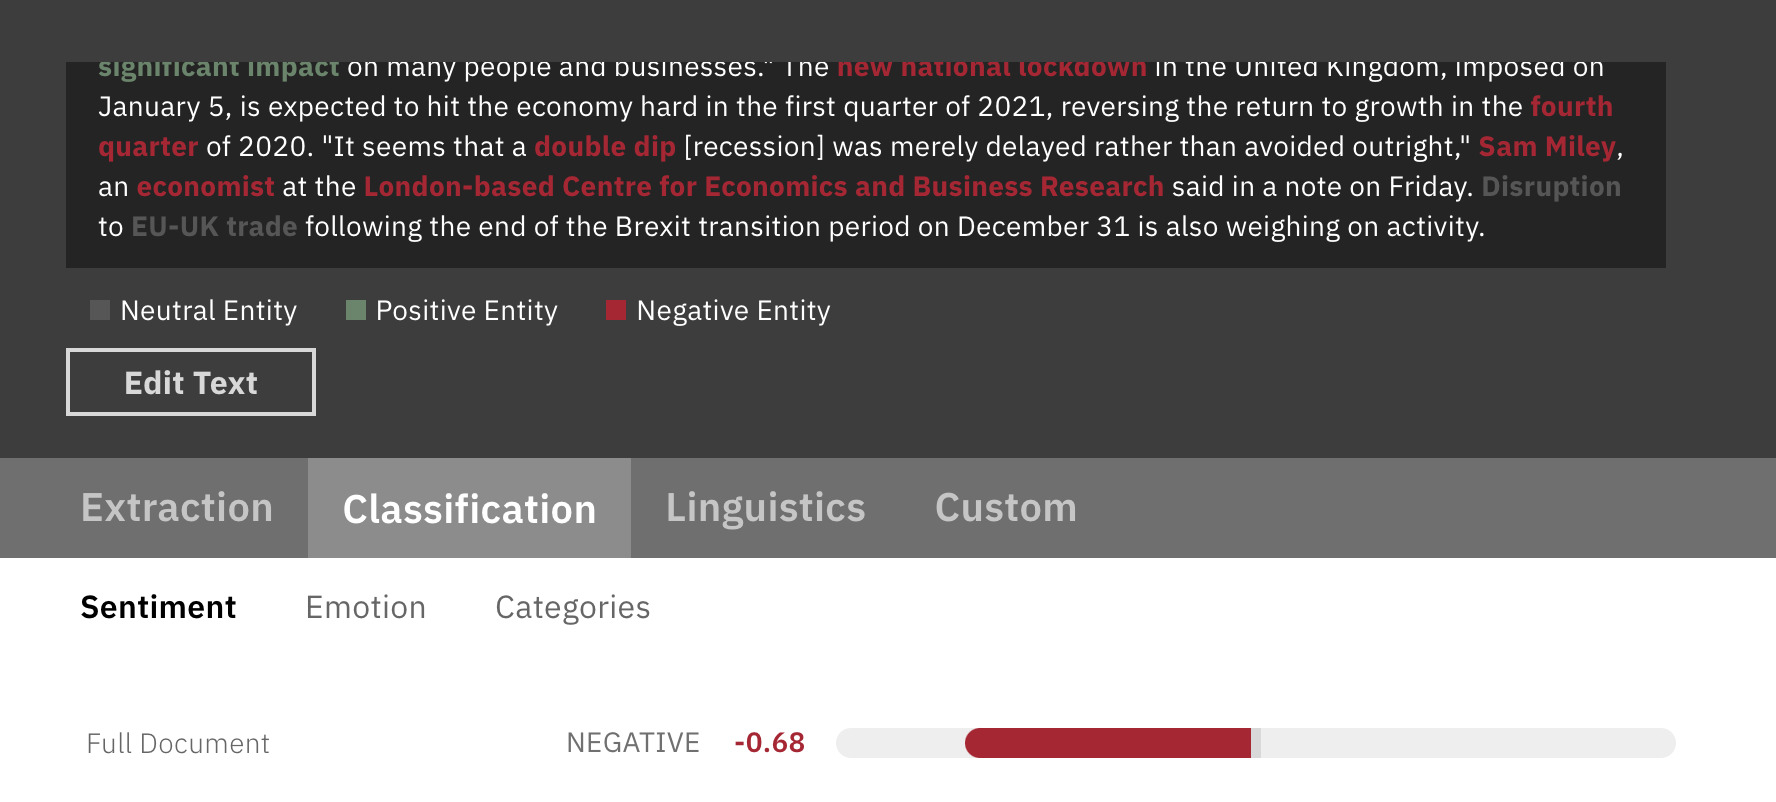 significant impact on many people and businesses." The new national lockdown in the United Kingdom, imposed on
January 5, is expected to hit the economy hard in the first quarter of 2021, reversing the return to growth in the fourth
quarter of 2020. "It seems that a double dip [recession] was merely delayed rather than avoided outright," Sam Miley,
an economist at the London-based Centre for Economics and Business Research said in a note on Friday. Disruption
to EU-UK trade following the end of the Brexit transition period on December 31 is also weighing on activity.
Neutral Entity Positive Entity Negative Entity
Edit Text
Extraction Classification Linguistics Custom
Sentiment Emotion Categories
Full Document NEGATIVE -0.68